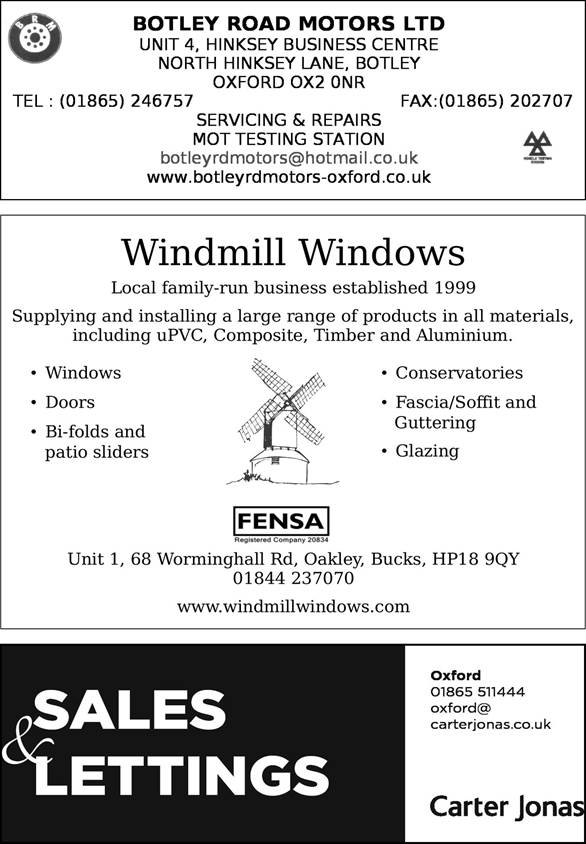 BRM
BOTLEY ROAD MOTORS LTD
UNIT 4, HINKSEY BUSINESS CENTRE
NORTH HINKSEY LANE, BOTLEY
OXFORD OX2 0NR
TEL : (01865) 246757 FAX:(01865) 202707
SERVICING & REPAIRS
MOT TESTING STATION
botleyrdmotors@hotmail.co.uk
www.botleyrdmotors-oxford.co.uk
Windmill Windows
Local family-run business established 1999
Supplying and installing a large range of products in all materials,
including uPVC, Composite, Timber and Aluminium.
• Windows
• Doors
• Bi-folds and
patio sliders
• Conservatories
• Fascia/Soffit and
Guttering
• Glazing
FENSA
Registered Company 20834
Unit 1, 68 Worminghall Rd, Oakley, Bucks, HP18 9QY
01844 237070
www.windmillwindows.com
SALES
&
LETTINGS
Oxford
01865 511444
oxford@
carterjonas.co.uk
Carter Jonas